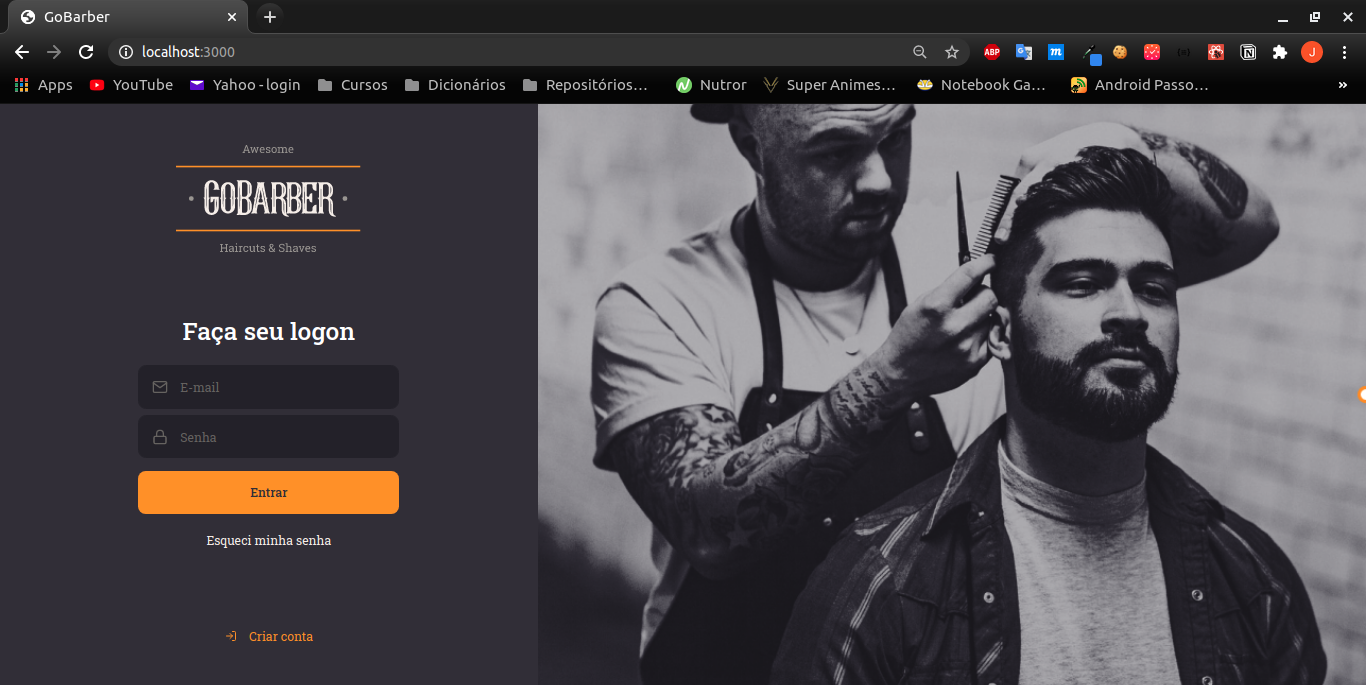 GoBarber
localhost:3000
ABP
m
J
Apps
YouTube
Yahoo - login
Cursos
Dicionários
Repositórios…
Nutror
Super Animes…
Notebook Ga…
Android Passo…
»
Awesome
· GOBARBER ·
Haircuts & Shaves
Faça seu logon
E-mail
Senha
Entrar
Esqueci minha senha
Criar conta